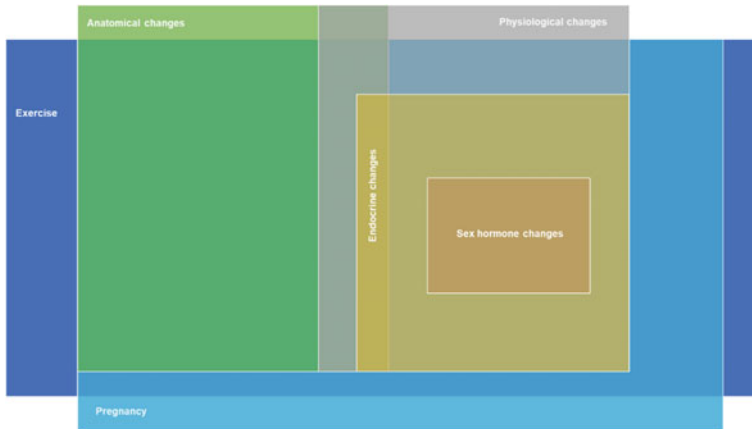 Anatomical changes
Physiological changes
Exercise
Endocrine changes
Sex hormone changes
Pregnancy